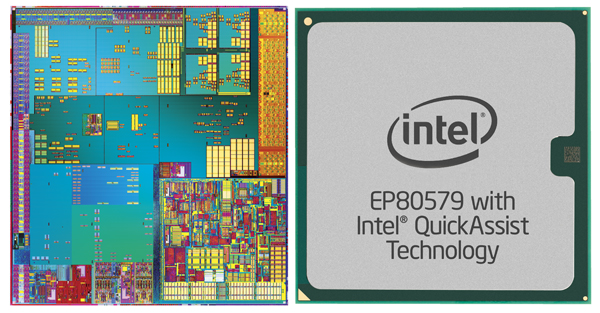 intel
EP80579 with
Intel® QuickAssist
Technology